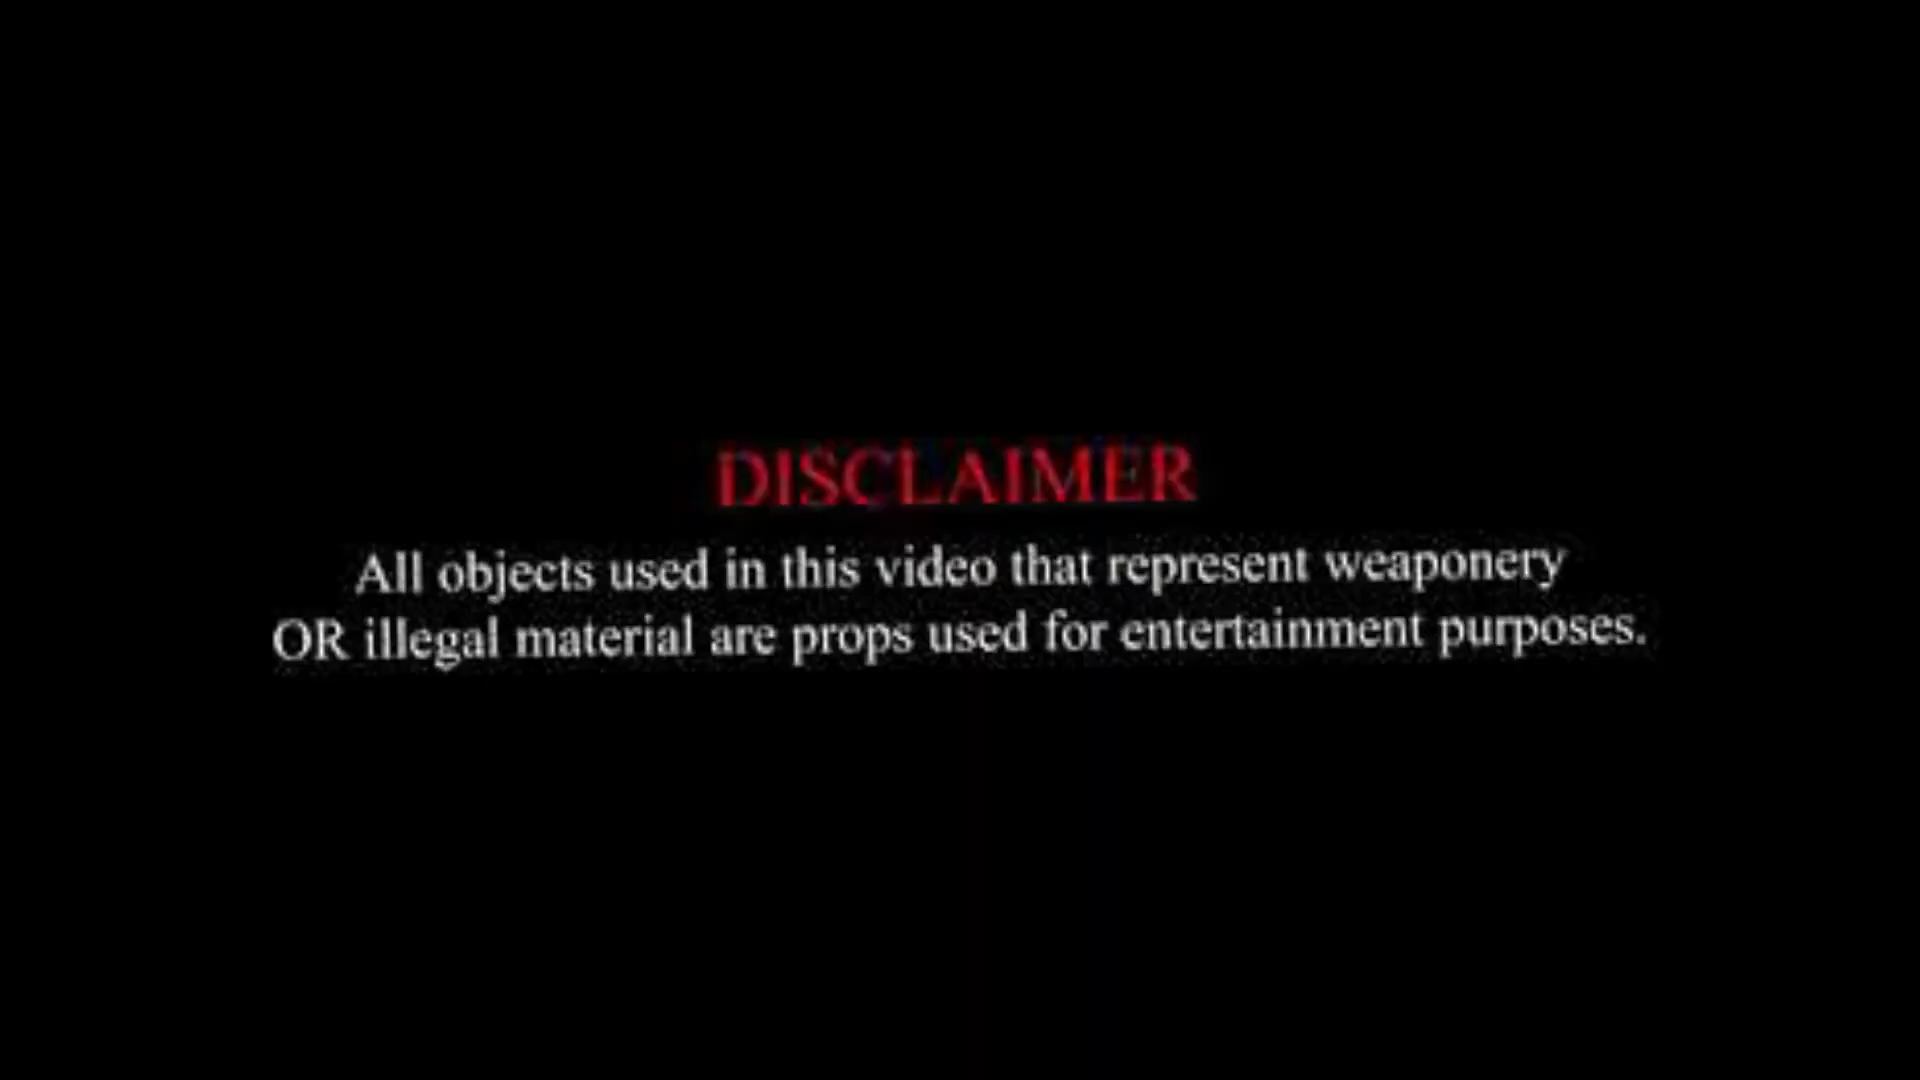 DISCLAIMER
All objects used in this video that represent weaponery
OR illegal material are props used for entertainment purposes.